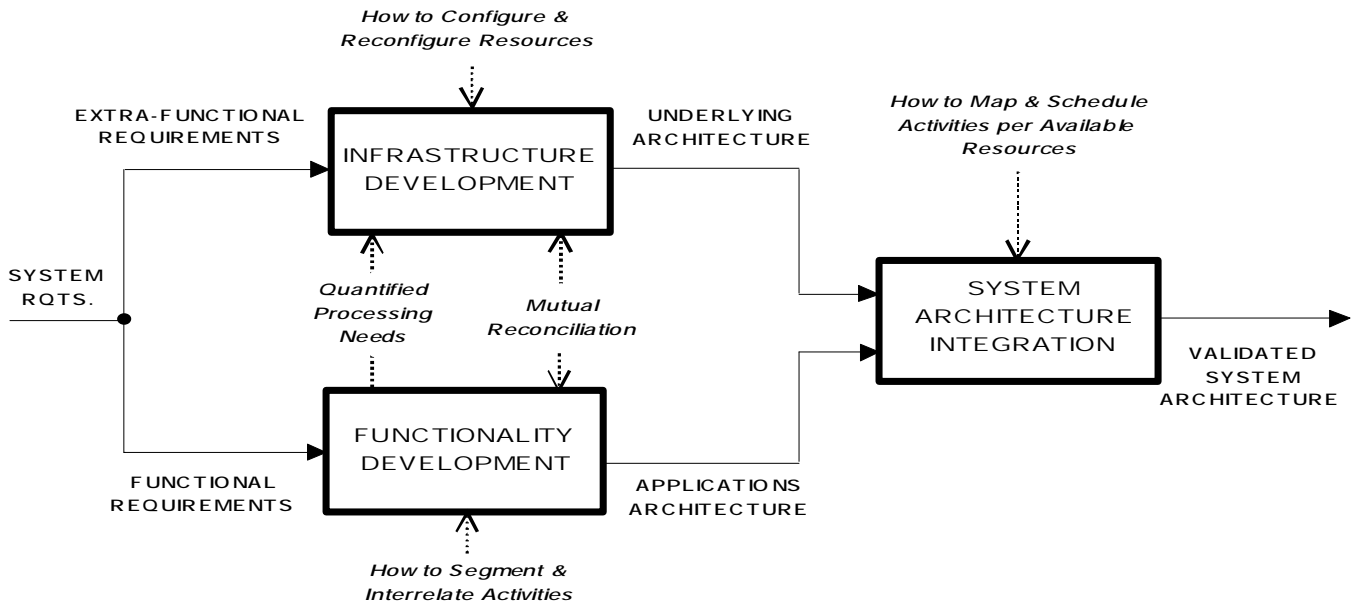 How to Configure &
Reconfigure Resources
EXTRA-FUNCTIONAL
REQUIREMENTS
INFRASTRUCTURE
DEVELOPMENT
UNDERLYING
ARCHITECTURE
How to Map & Schedule
Activities per Available
Resources
SYSTEM
RQTS.
Quantified
Processing
Needs
Mutual
Reconciliation
SYSTEM
ARCHITECTURE
INTEGRATION
VALIDATED
SYSTEM
ARCHITECTURE
FUNCTIONAL
REQUIREMENTS
FUNCTIONALITY
DEVELOPMENT
APPLICATIONS
ARCHITECTURE
How to Segment &
Interrelate Activities